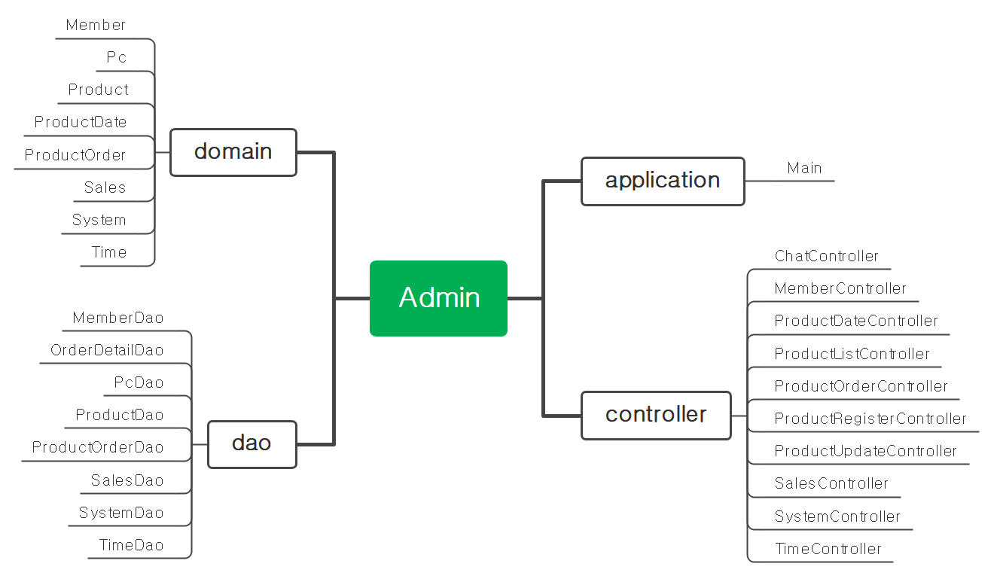 Admin
domain
Member
Pc
Product
ProductDate
ProductOrder
Sales
System
Time
dao
MemberDao
OrderDetailDao
PcDao
ProductDao
ProductOrderDao
SalesDao
SystemDao
TimeDao
application
Main
controller
ChatController
MemberController
ProductDateController
ProductListController
ProductOrderController
ProductRegisterController
ProductUpdateController
SalesController
SystemController
TimeController